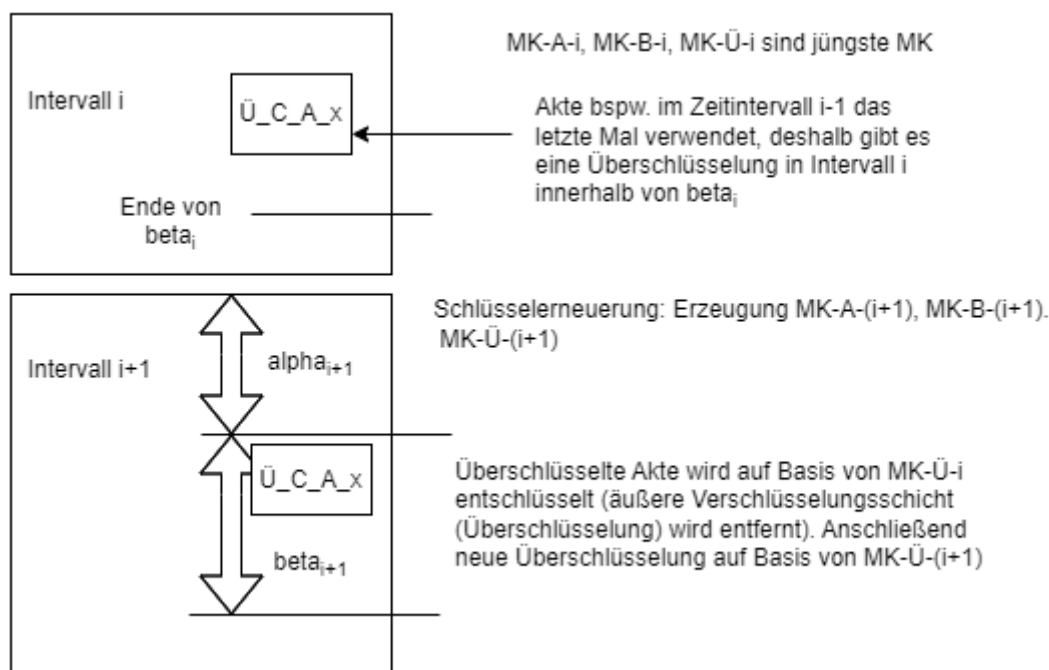 MK-A-i, MK-B-i, MK-Ü-i sind jüngste MK
Intervall i
Ü_C_A_x
Akte bspw. im Zeitintervall i-1 das
letzte Mal verwendet, deshalb gibt es
eine Überschlüsselung in Intervall i
innerhalb von betaᵢ
Ende von
betaᵢ
Schlüsselerneuerung: Erzeugung MK-A-(i+1), MK-B-(i+1).
MK-Ü-(i+1)
Intervall i+1
alphaᵢ₊₁
Ü_C_A_x
Überschlüsselte Akte wird auf Basis von MK-Ü-i
entschlüsselt (äußere Verschlüsselungsschicht
(Überschlüsselung) wird entfernt). Anschließend
neue Überschlüsselung auf Basis von MK-Ü-(i+1)
betaᵢ₊₁